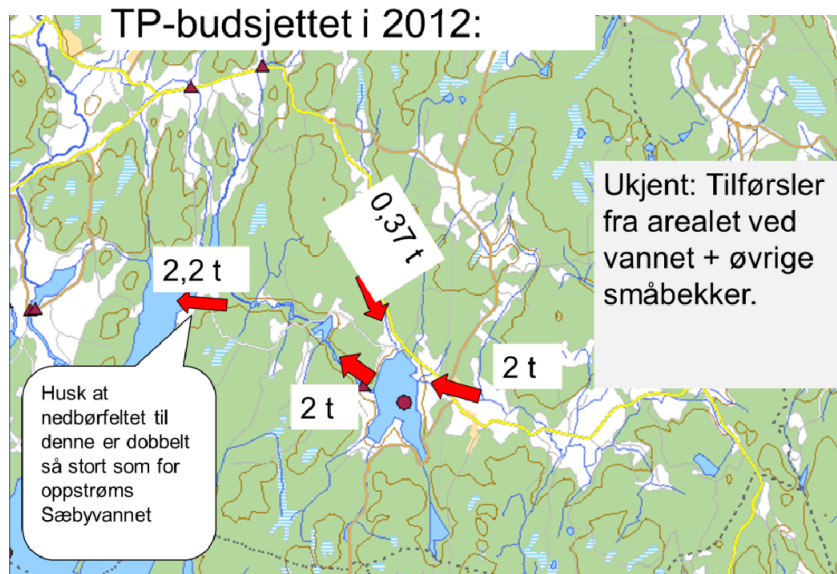 TP-budsjettet i 2012:
0,37 t
Ukjent: Tilførsler
fra arealet ved
vannet + øvrige
småbekker.
2,2 t
2 t
2 t
Husk at
nedbørfeltet til
denne er dobbelt
så stort som for
oppstrøms
Sæbyvannet